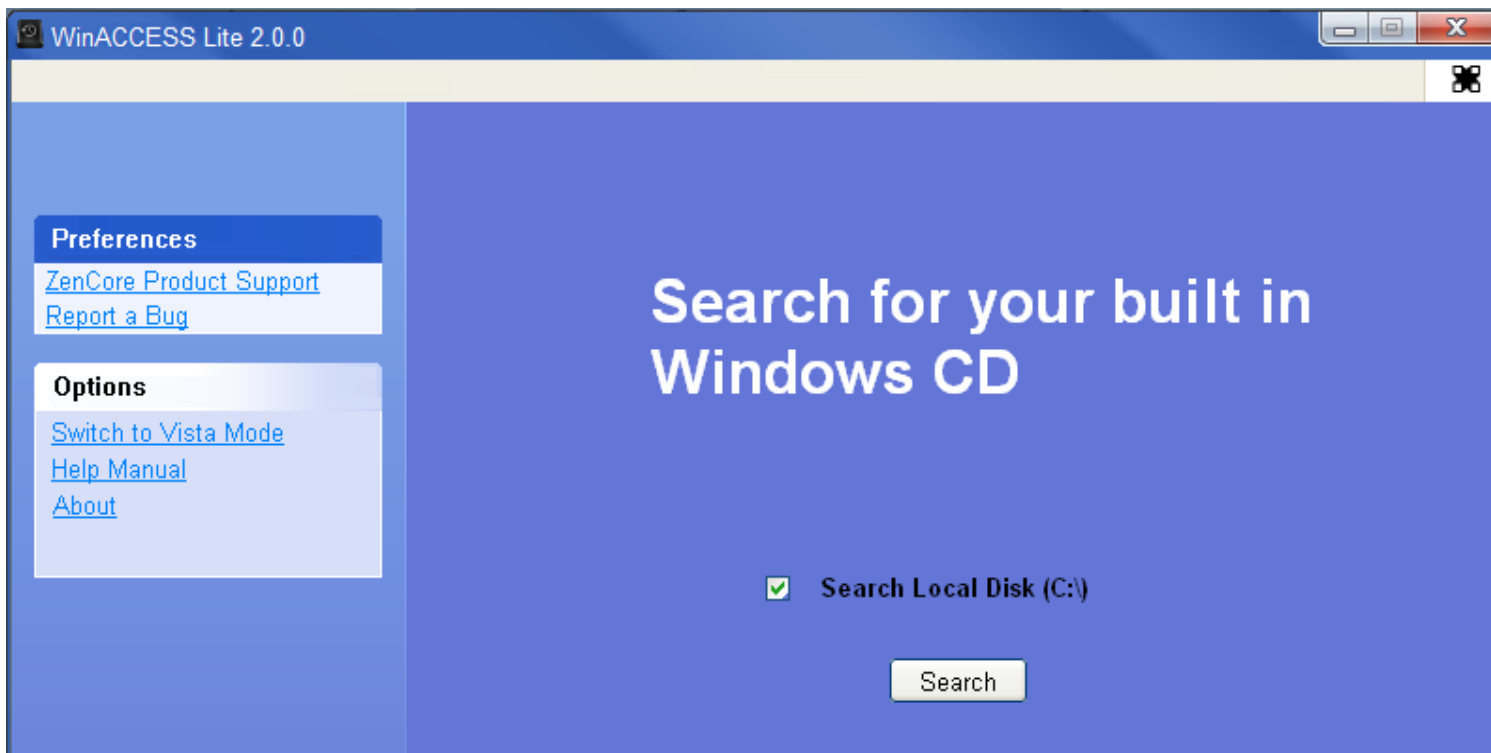 WinACCESS Lite 2.0.0
Preferences
ZenCore Product Support
Report a Bug
Options
Switch to Vista Mode
Help Manual
About
Search for your built in
Windows CD
Search Local Disk (C:\)
Search